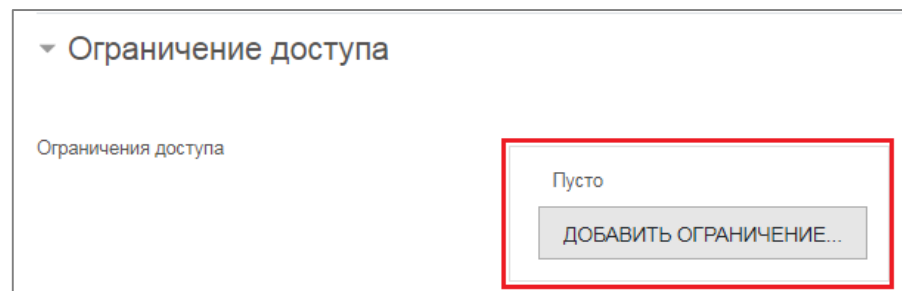 Ограничение доступа
Ограничения доступа
Пусто
ДОБАВИТЬ ОГРАНИЧЕНИЕ...